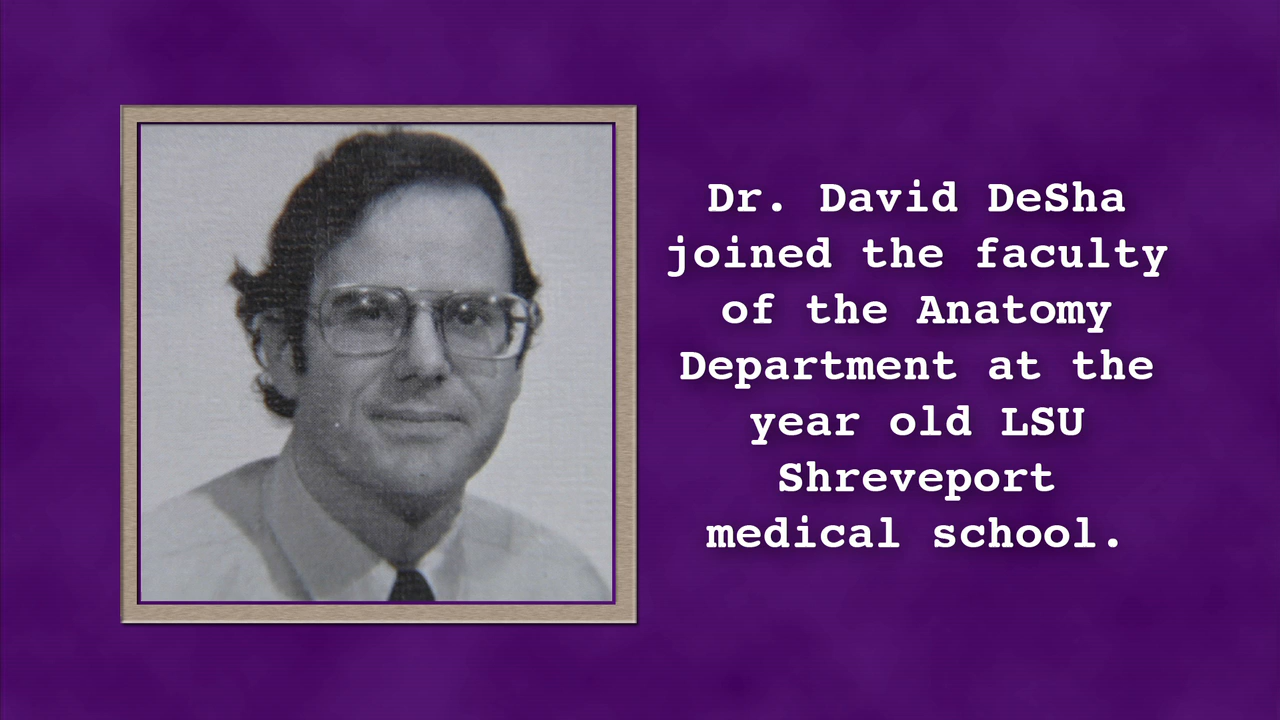 Dr. David DeSha
joined the faculty
of the Anatomy
Department at the
year old LSU
Shreveport
medical school.